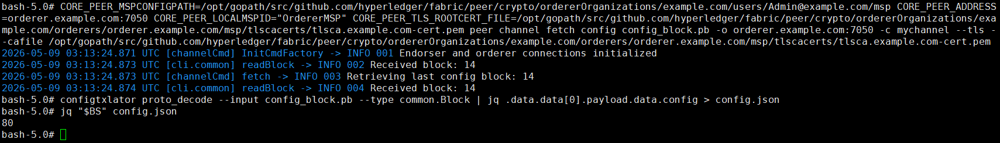 bash-5.0# CORE_PEER_MSPCONFIGPATH=/opt/gopath/src/github.com/hyperledger/fabric/peer/crypto/ordererOrganizations/example.com/users/Admin@example.com/msp CORE_PEER_ADDRESS
=orderer.example.com:7050 CORE_PEER_LOCALMSPID="OrdererMSP" CORE_PEER_TLS_ROOTCERT_FILE=/opt/gopath/src/github.com/hyperledger/fabric/peer/crypto/ordererOrganizations/exa
mple.com/orderers/orderer.example.com/msp/tlscacerts/tlsca.example.com-cert.pem peer channel fetch config config_block.pb -o orderer.example.com:7050 -c mychannel --tls -
-cafile /opt/gopath/src/github.com/hyperledger/fabric/peer/crypto/ordererOrganizations/example.com/orderers/orderer.example.com/msp/tlscacerts/tlsca.example.com-cert.pem
2026-05-09 03:13:24.871 UTC [channelCmd] InitCmdFactory -> INFO 001 Endorser and orderer connections initialized
2026-05-09 03:13:24.873 UTC [cli.common] readBlock -> INFO 002 Received block: 14
2026-05-09 03:13:24.873 UTC [channelCmd] fetch -> INFO 003 Retrieving last config block: 14
2026-05-09 03:13:24.874 UTC [cli.common] readBlock -> INFO 004 Received block: 14
bash-5.0# configtxlator proto_decode --input config_block.pb --type common.Block | jq .data.data[0].payload.data.config > config.json
bash-5.0# jq "$BS" config.json
80
bash-5.0#